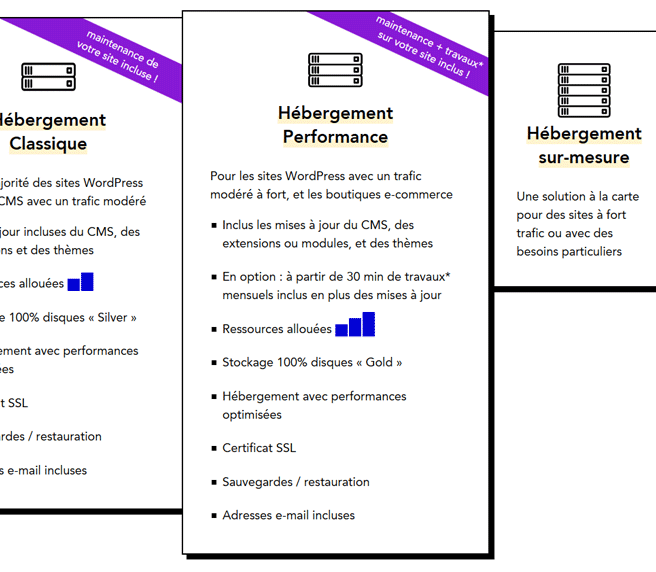 maintenance de
votre site incluse !
Hébergement
Classique
jorité des sites WordPress
CMS avec un trafic modéré
jour incluses du CMS, des
ns et des thèmes
ces allouées
e 100% disques « Silver »
ement avec performances
ées
t SSL
rdes / restauration
s e-mail incluses
maintenance + travaux*
sur votre site inclus !
Hébergement
Performance
Pour les sites WordPress avec un trafic
modéré à fort, et les boutiques e-commerce
▪ Inclus les mises à jour du CMS, des
extensions ou modules, et des thèmes
▪ En option : à partir de 30 min de travaux*
mensuels inclus en plus des mises à jour
▪ Ressources allouées
▪ Stockage 100% disques « Gold »
▪ Hébergement avec performances
optimisées
▪ Certificat SSL
▪ Sauvegardes / restauration
▪ Adresses e-mail incluses
Hébergement
sur-mesure
Une solution à la carte
pour des sites à fort
trafic ou avec des
besoins particuliers